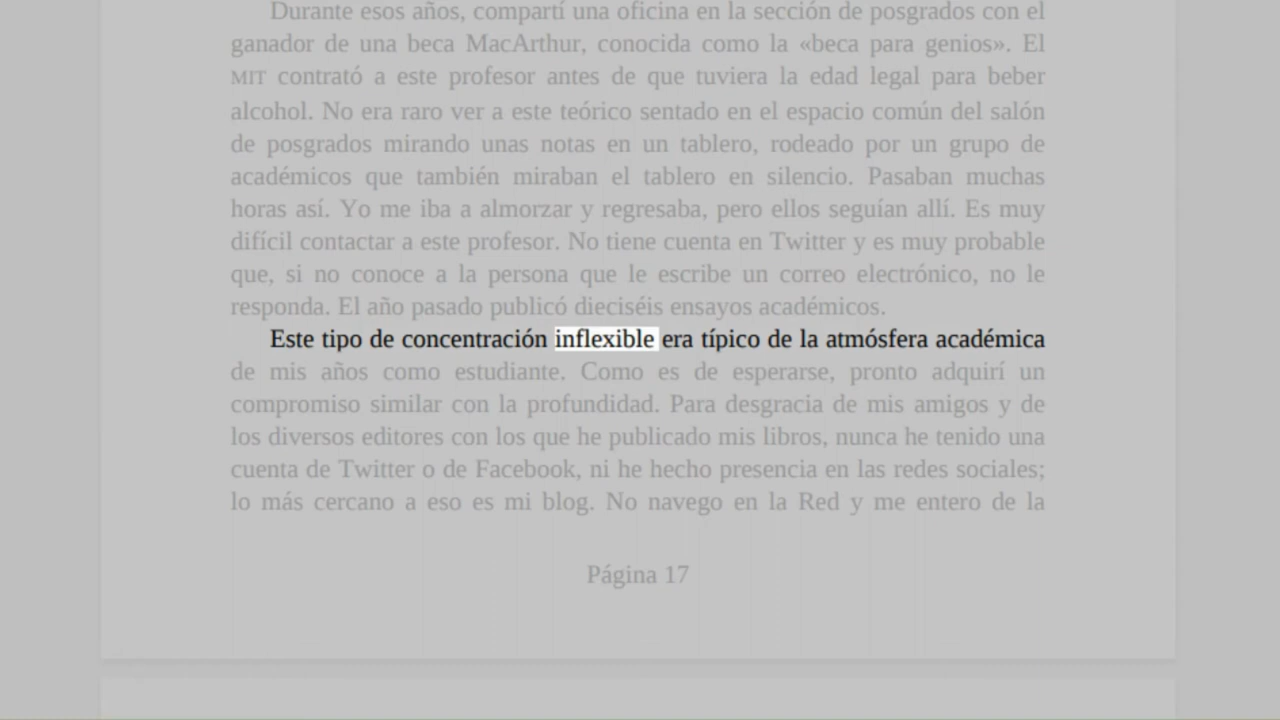 Durante esos años, compartí una oficina en la sección de posgrados con el
ganador de una beca MacArthur, conocida como la «beca para genios». El
MIT contrató a este profesor antes de que tuviera la edad legal para beber
alcohol. No era raro ver a este teórico sentado en el espacio común del salón
de posgrados mirando unas notas en un tablero, rodeado por un grupo de
académicos que también miraban el tablero en silencio. Pasaban muchas
horas así. Yo me iba a almorzar y regresaba, pero ellos seguían allí. Es muy
difícil contactar a este profesor. No tiene cuenta en Twitter y es muy probable
que, si no conoce a la persona que le escribe un correo electrónico, no le
responda. El año pasado publicó dieciséis ensayos académicos.
Este tipo de concentración inflexible era típico de la atmósfera académica
de mis años como estudiante. Como es de esperarse, pronto adquirí un
compromiso similar con la profundidad. Para desgracia de mis amigos y de
los diversos editores con los que he publicado mis libros, nunca he tenido una
cuenta de Twitter o de Facebook, ni he hecho presencia en las redes sociales;
lo más cercano a eso es mi blog. No navego en la Red y me entero de la
Página 17